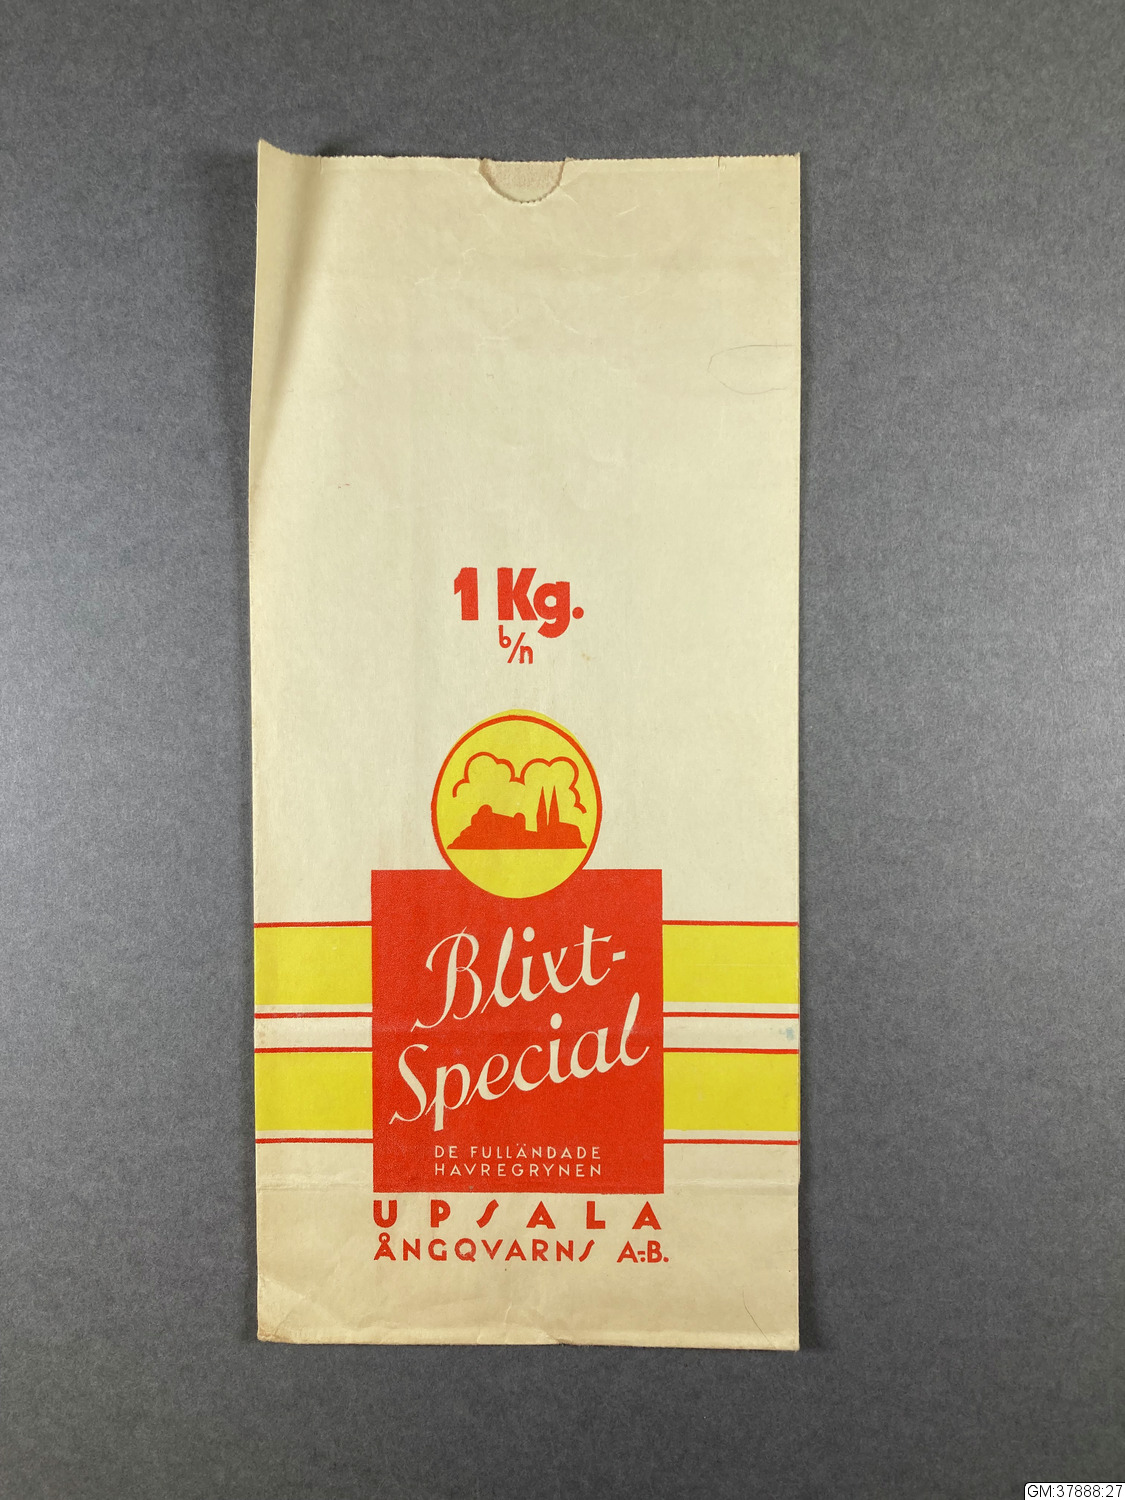 1 Kg.
b/n
Blixt-
Special
DE FULLÄNDADE
HAVREGRYNEN
UPSALA
ÅNGQVARNS A.-B.
GM:37888:27